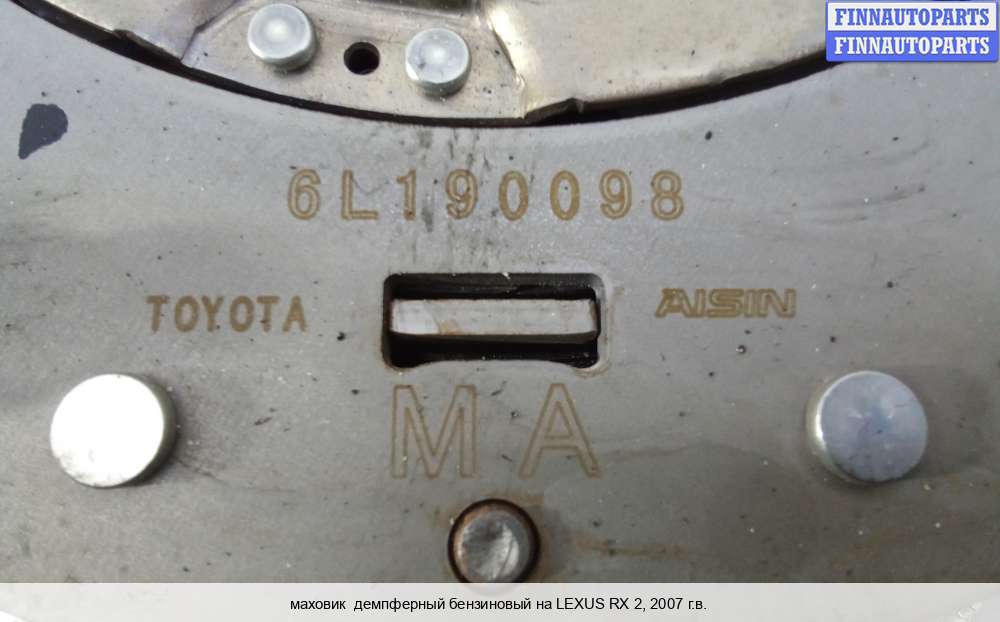 FINNAUTOPARTS
FINNAUTOPARTS
6L190098
TOYOTA AISIN
MA
маховик демпферный бензиновый на LEXUS RX 2, 2007 г.в.